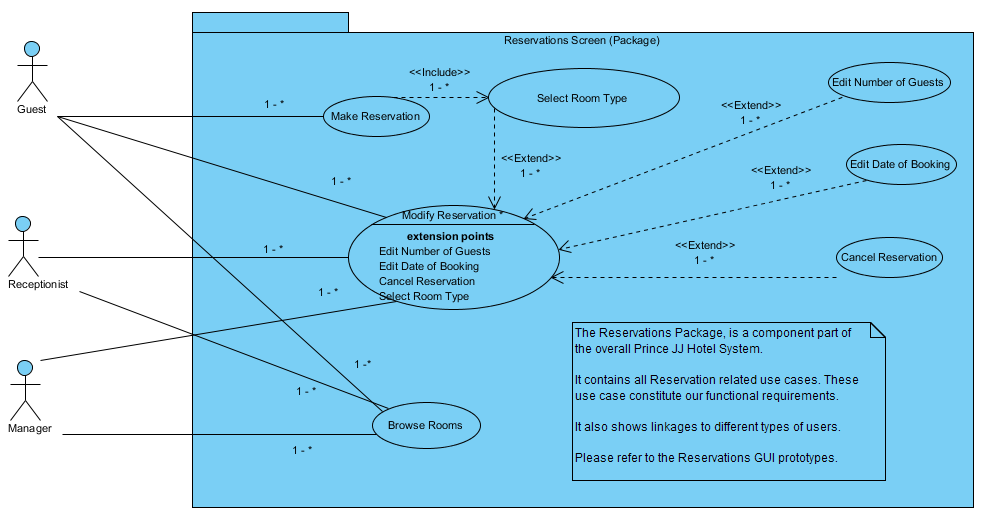 Reservations Screen (Package)
Guest
Receptionist
Manager
1 - *
1 - *
1 - *
1 - *
1 - *
1 - *
1 - *
Make Reservation
<<Include>>
1 - *
Select Room Type
<<Extend>>
1 - *
Edit Number of Guests
<<Extend>>
1 - *
Edit Date of Booking
<<Extend>>
1 - *
Cancel Reservation
<<Extend>>
1 - *
Modify Reservation *
extension points
Edit Number of Guests
Edit Date of Booking
Cancel Reservation
Select Room Type
Browse Rooms
The Reservations Package, is a component part of
the overall Prince JJ Hotel System.
It contains all Reservation related use cases. These
use case constitute our functional requirements.
It also shows linkages to different types of users.
Please refer to the Reservations GUI prototypes.